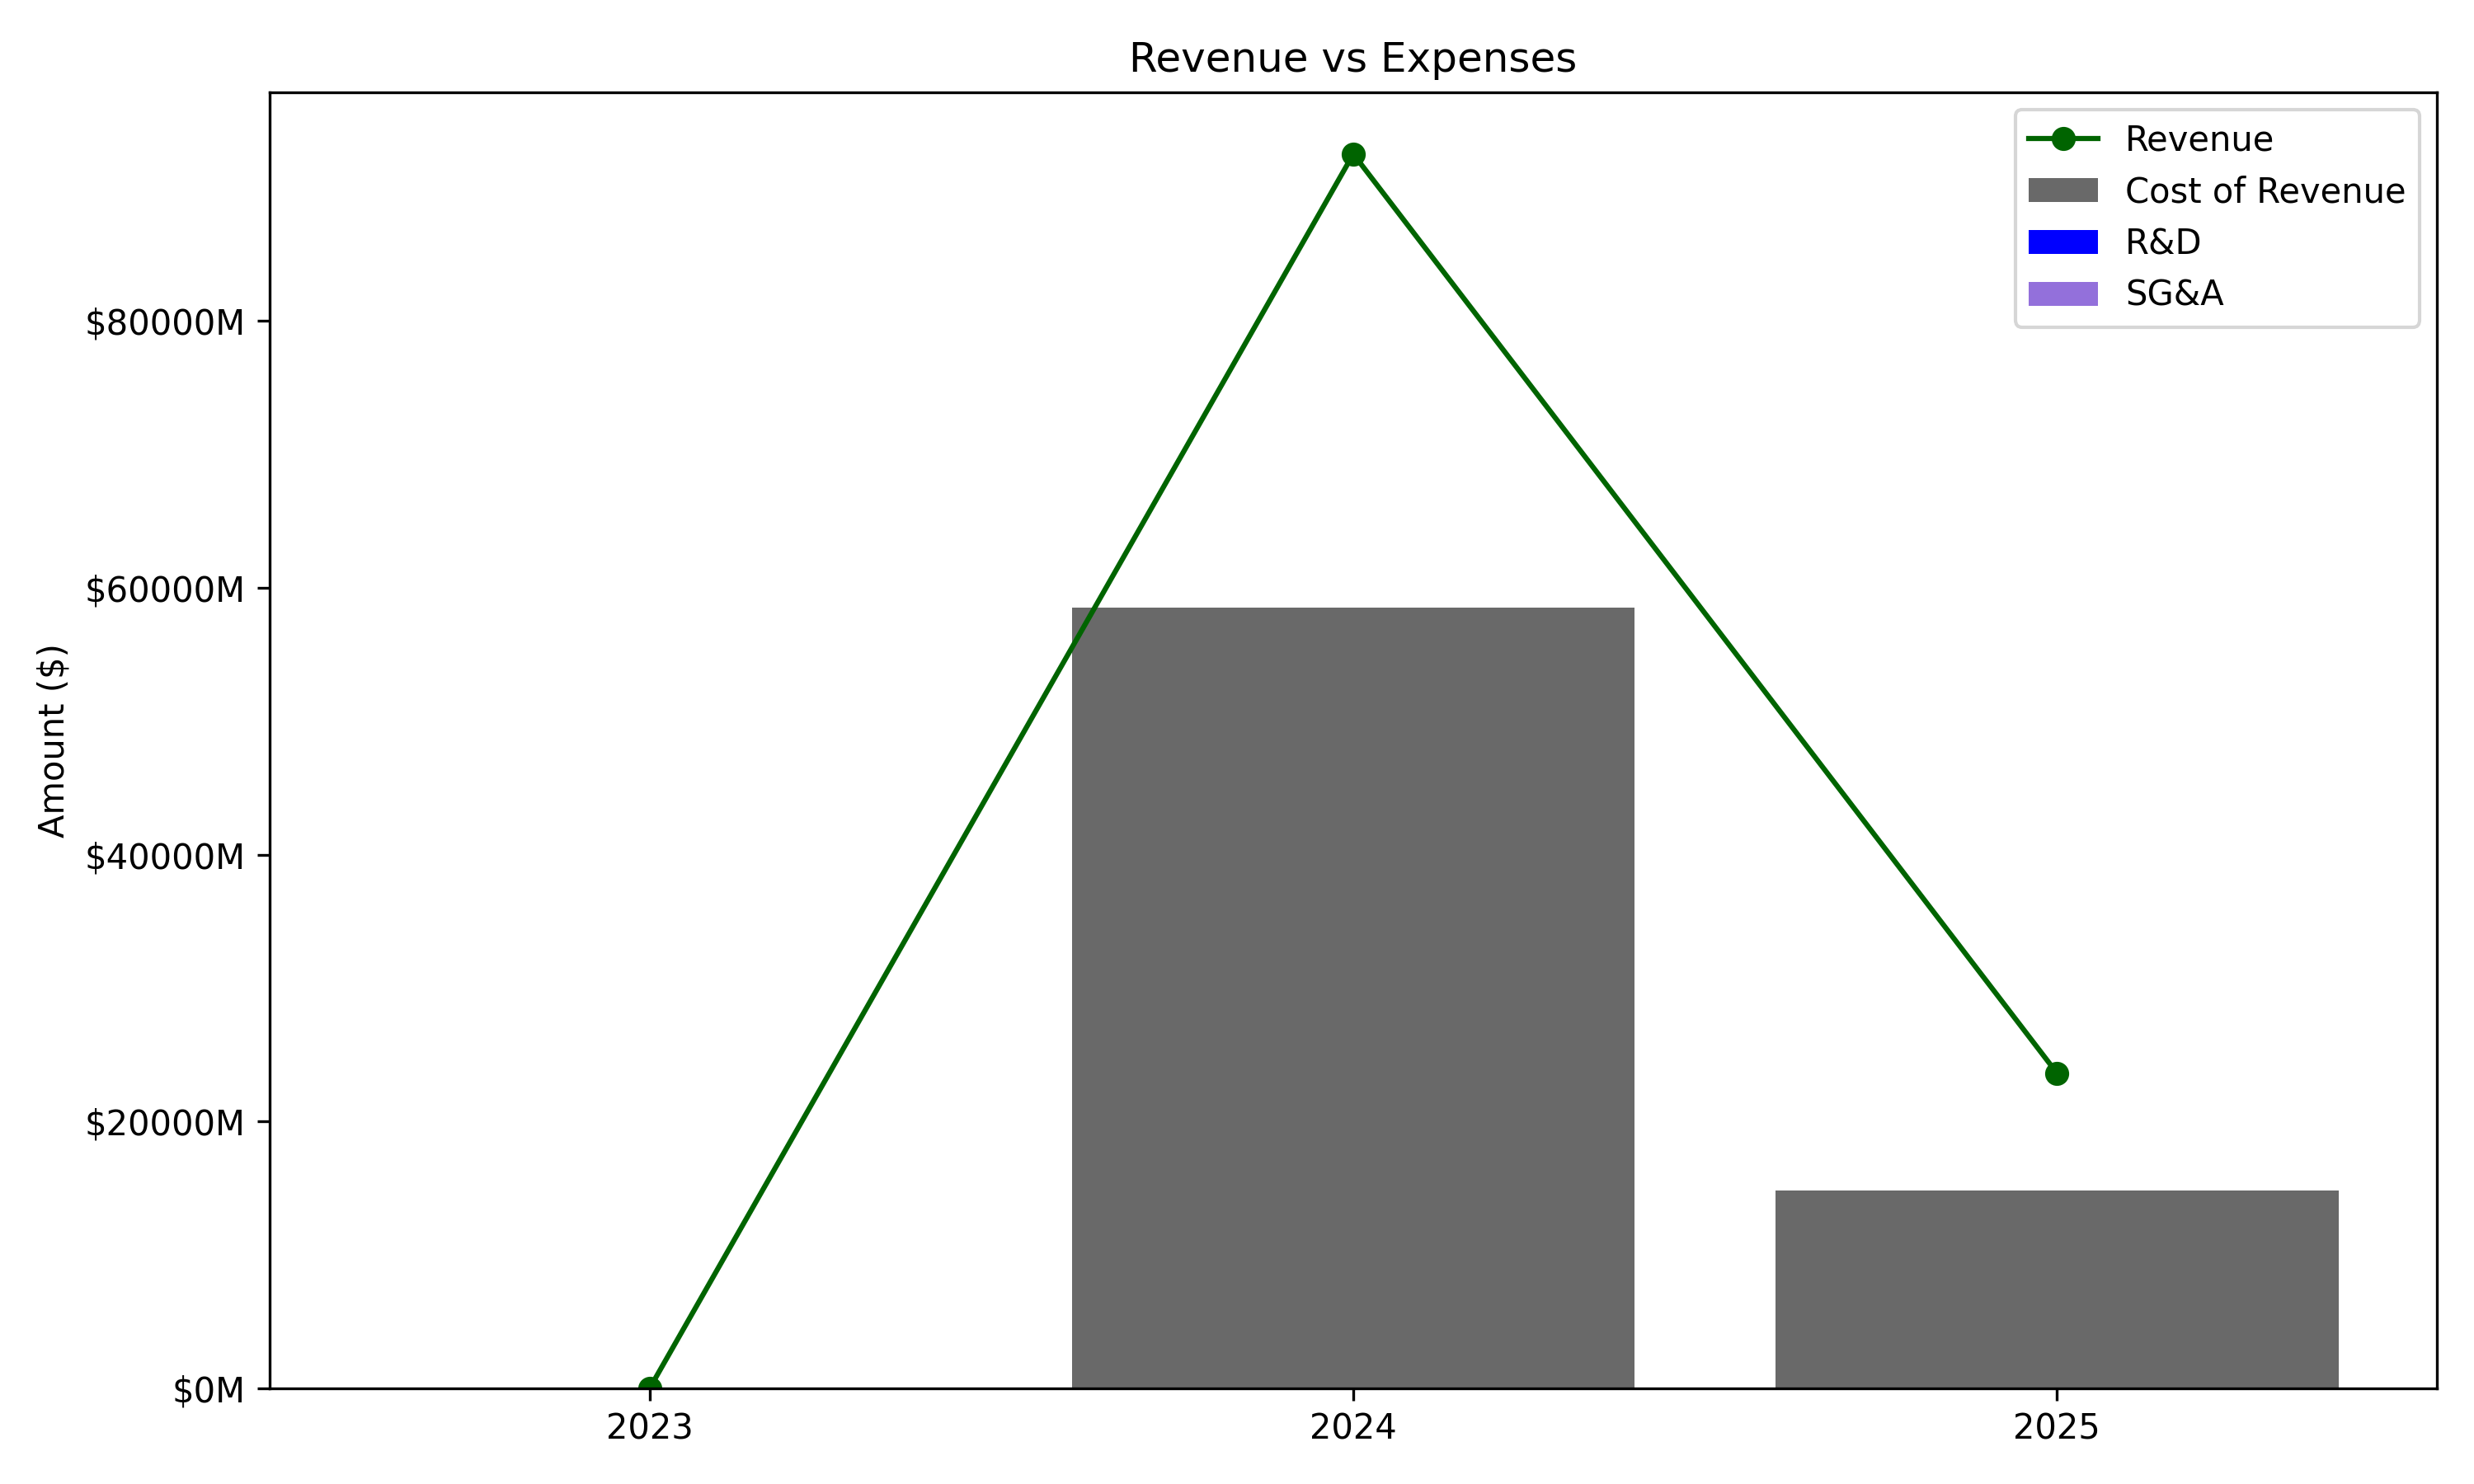 Revenue vs Expenses
Revenue
Cost of Revenue
R&D
SG&A
Amount ($)
$80000M
$60000M
$40000M
$20000M
$0M
2023
2024
2025